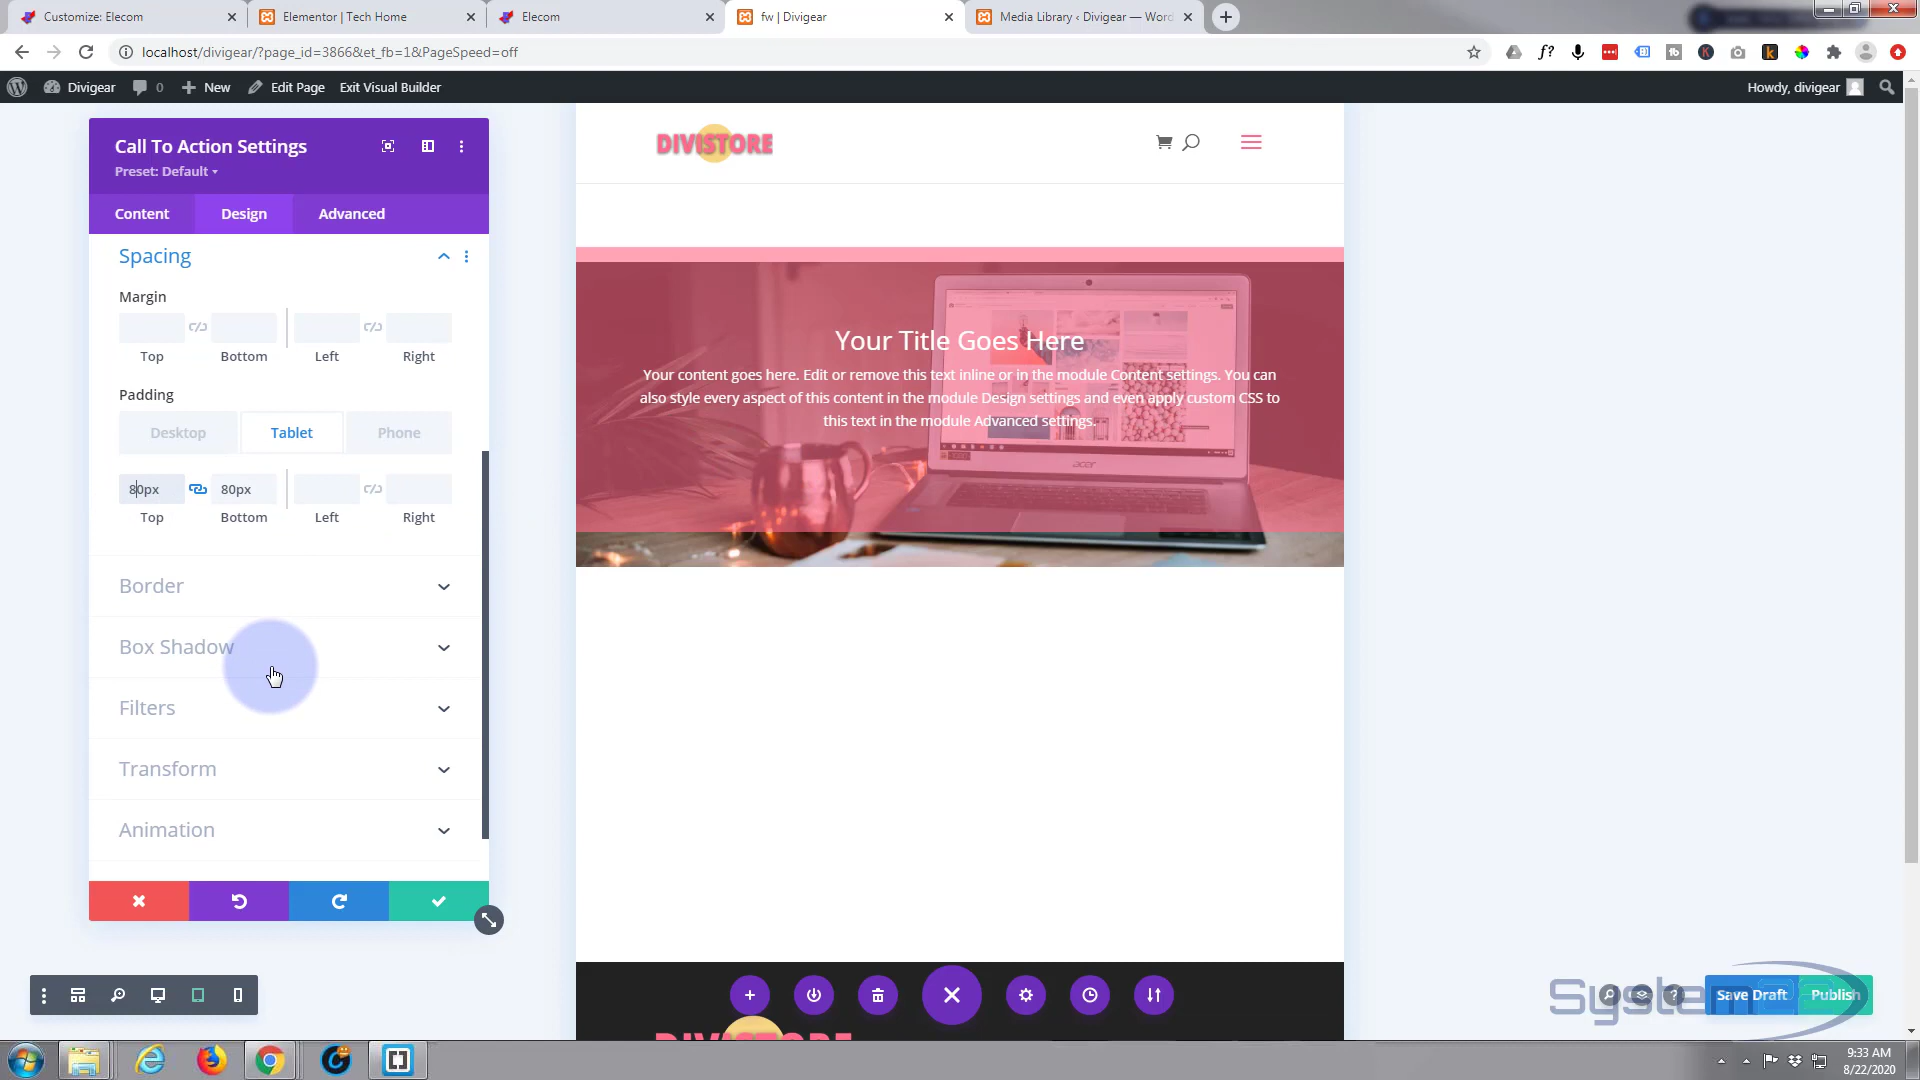 Customize: Elecom
Elementor | Tech Home
Elecom
fw | Divigear
Media Library ‹ Divigear — Word
localhost/divigear/?page_id=3866&et_fb=1&PageSpeed=off
Divigear
0
New
Edit Page
Exit Visual Builder
Howdy, divigear
Call To Action Settings
Preset: Default
Content
Design
Advanced
Spacing
Margin
Top
Bottom
Left
Right
Padding
Desktop
Tablet
Phone
80px
80px
Top
Bottom
Left
Right
Border
Box Shadow
Filters
Transform
Animation
DIVISTORE
Your Title Goes Here
Your content goes here. Edit or remove this text inline or in the module Content settings. You can
also style every aspect of this content in the module Design settings and even apply custom CSS to
this text in the module Advanced settings.
acer
DIVISTORE
System
Save Draft
Publish
9:33 AM
8/22/2020